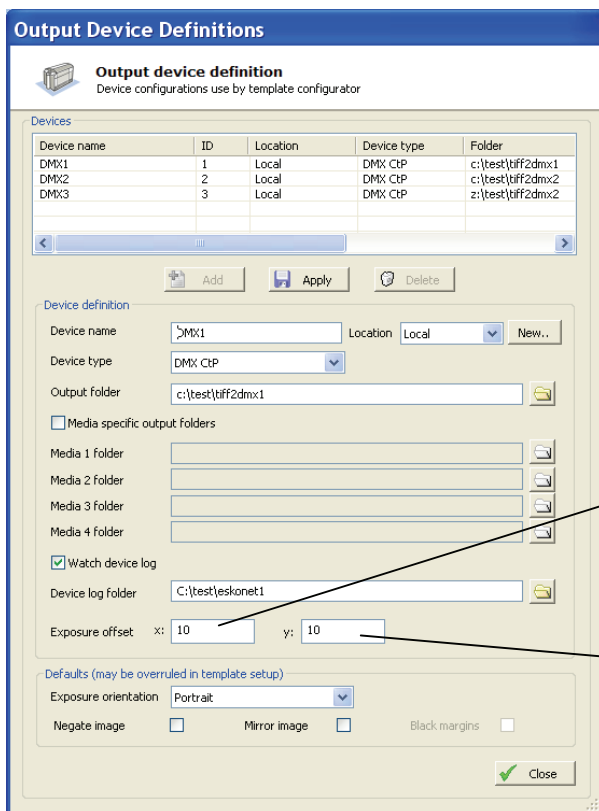 Output Device Definitions
Output device definition
Device configurations use by template configurator
Devices
Device name ID Location Device type Folder
DMX1 1 Local DMX CtP c:\test\tiff2dmx1
DMX2 2 Local DMX CtP c:\test\tiff2dmx2
DMX3 3 Local DMX CtP z:\test\tiff2dmx2
Add Apply Delete
Device definition
Device name DMX1 Location Local New..
Device type DMX CtP
Output folder c:\test\tiff2dmx1
Media specific output folders
Media 1 folder
Media 2 folder
Media 3 folder
Media 4 folder
Watch device log
Device log folder C:\test\eskonet1
Exposure offset x: 10 y: 10
Defaults (may be overruled in template setup)
Exposure orientation Portrait
Negate image Mirror image Black margins
Close